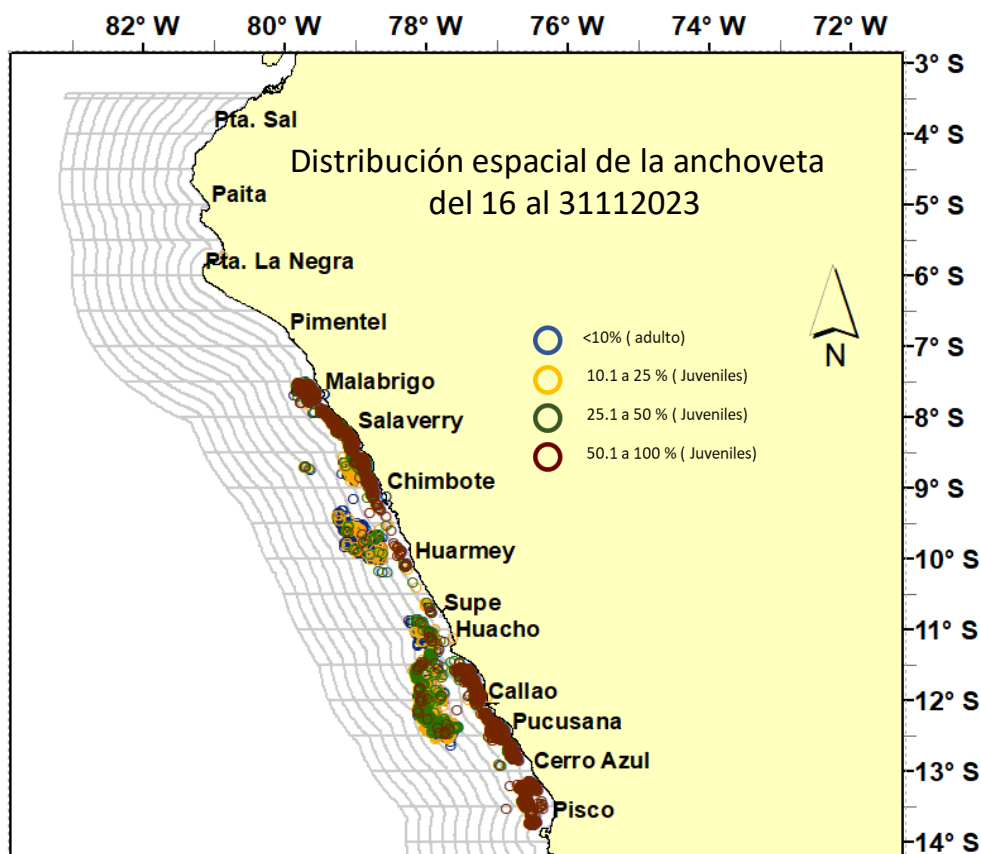 82° W 80° W 78° W 76° W 74° W 72° W
3° S
Pta. Sal
4° S
Distribución espacial de la anchoveta
del 16 al 31112023
Paita
5° S
Pta. La Negra
6° S
Pimentel
N
7° S
<10% ( adulto)
Malabrigo
10.1 a 25 % ( Juveniles)
8° S
Salaverry
25.1 a 50 % ( Juveniles)
50.1 a 100 % ( Juveniles)
Chimbote
9° S
Huarmey
10° S
Supe
Huacho
11° S
Callao
12° S
Pucusana
Cerro Azul
13° S
Pisco
14° S